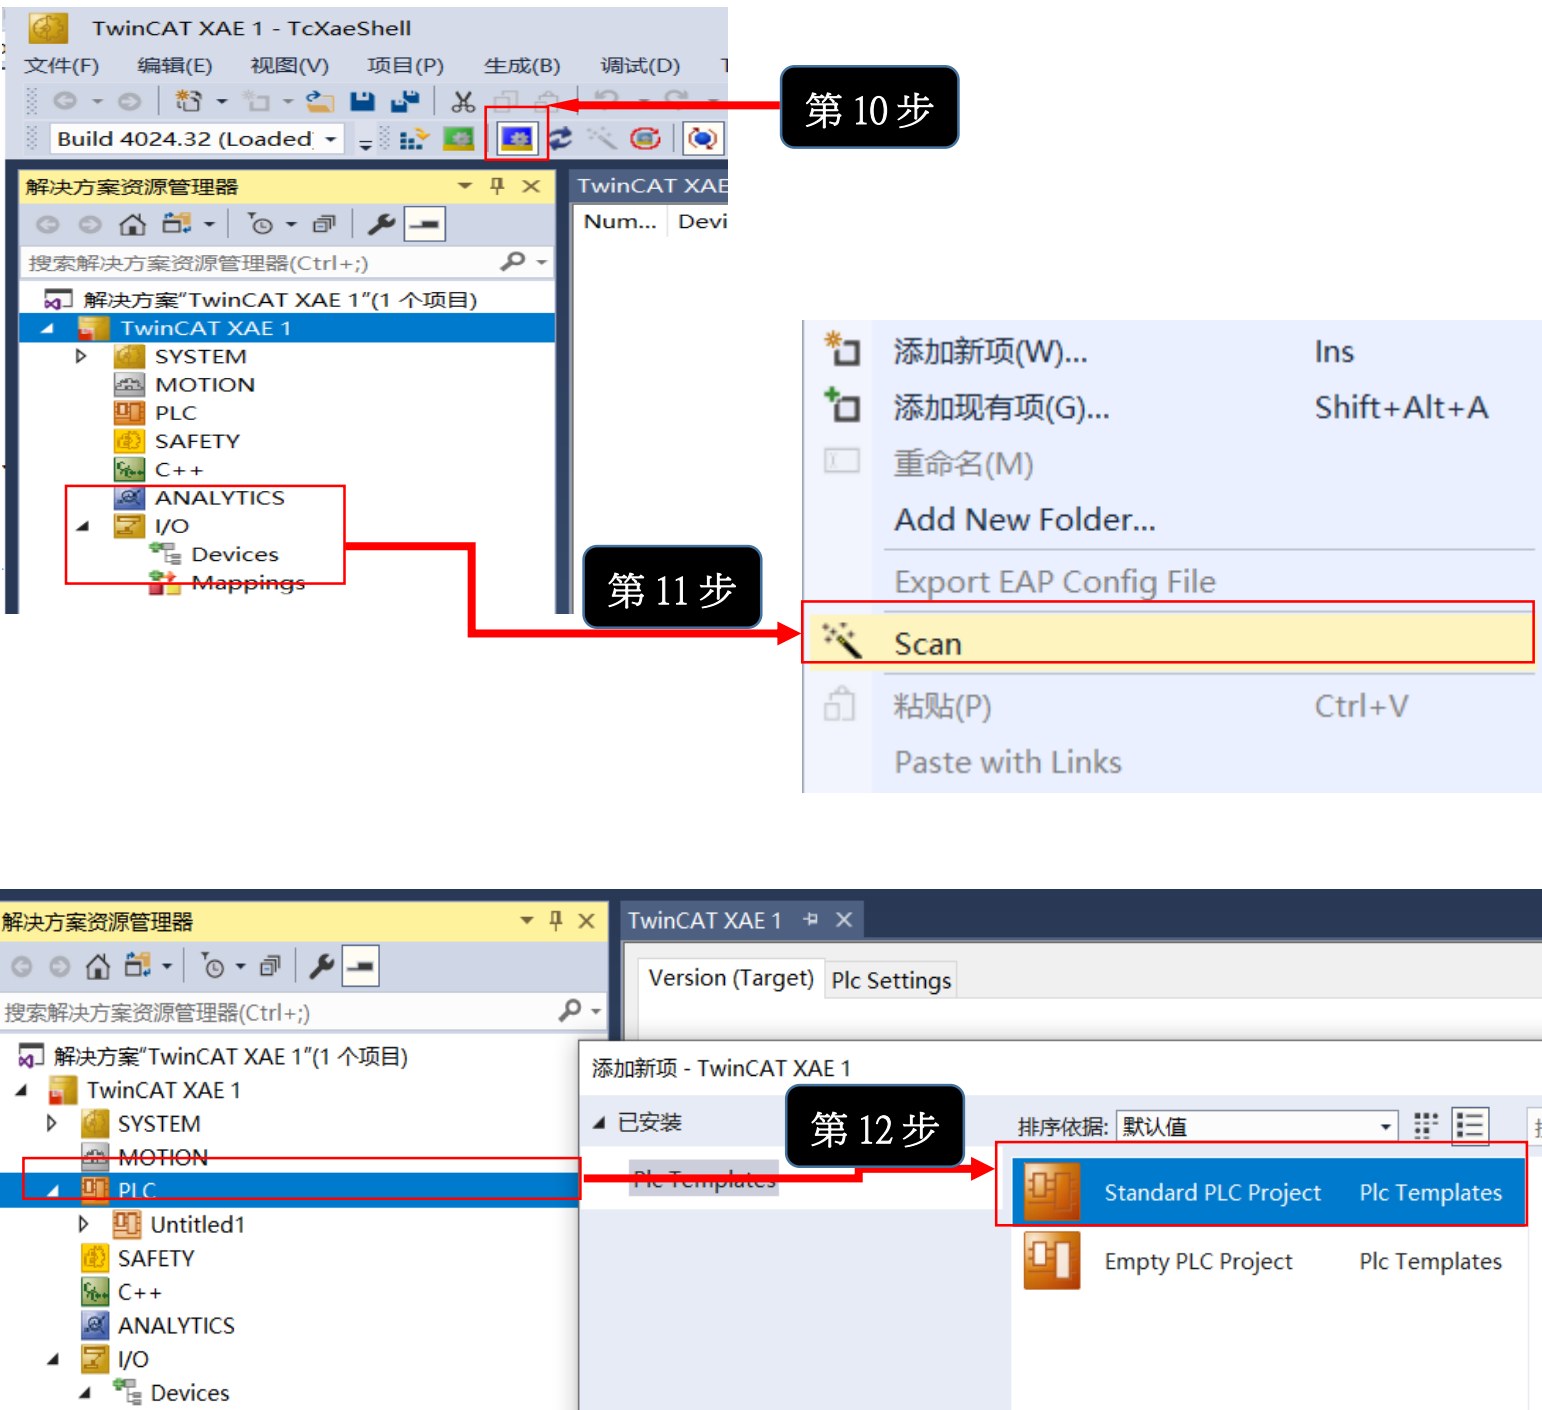 TwinCAT XAE 1 - TcXaeShell
文件(F) 编辑(E) 视图(V) 项目(P) 生成(B) 调试(D)
第 10 步
Build 4024.32 (Loaded
解决方案资源管理器
TwinCAT XAE
Num... Devi
搜索解决方案资源管理器(Ctrl+;)
解决方案"TwinCAT XAE 1"(1 个项目)
TwinCAT XAE 1
SYSTEM
MOTION
PLC
SAFETY
C++
ANALYTICS
I/O
Devices
Mappings
第 11 步
添加新项(W)... Ins
添加现有项(G)... Shift+Alt+A
重命名(M)
Add New Folder...
Export EAP Config File
Scan
粘贴(P) Ctrl+V
Paste with Links
解决方案资源管理器
TwinCAT XAE 1
Version (Target) Plc Settings
搜索解决方案资源管理器(Ctrl+;)
解决方案"TwinCAT XAE 1"(1 个项目)
TwinCAT XAE 1
SYSTEM
MOTION
PLC
Untitled1
SAFETY
C++
ANALYTICS
I/O
Devices
添加新项 - TwinCAT XAE 1
已安装
第 12 步
排序依据: 默认值
Plc Templates
Standard PLC Project Plc Templates
Empty PLC Project Plc Templates